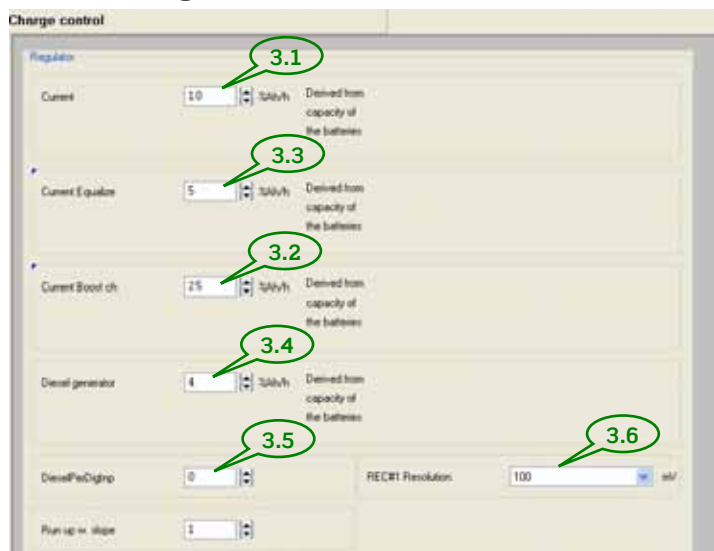 Charge control
Regulator
3.1
Current 10 %Ah/h Derived from
capacity of
the batteries
3.3
Current Equalize 5 %Ah/h Derived from
capacity of
the batteries
3.2
Current Boost ch 25 %Ah/h Derived from
capacity of
the batteries
3.4
Diesel generator 4 %Ah/h Derived from
capacity of
the batteries
3.5
3.6
DieselPerDigInp 0 REC#1 Resolution 100 mV
Run up w. slope 1